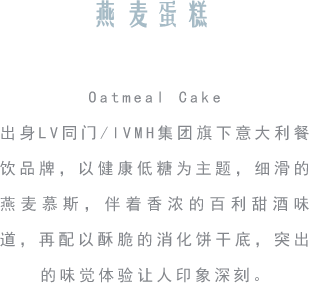 燕麦蛋糕
Oatmeal Cake
出身LV同门/IVMH集团旗下意大利餐
饮品牌，以健康低糖为主题，细滑的
燕麦慕斯，伴着香浓的百利甜酒味
道，再配以酥脆的消化饼干底，突出
的味觉体验让人印象深刻。